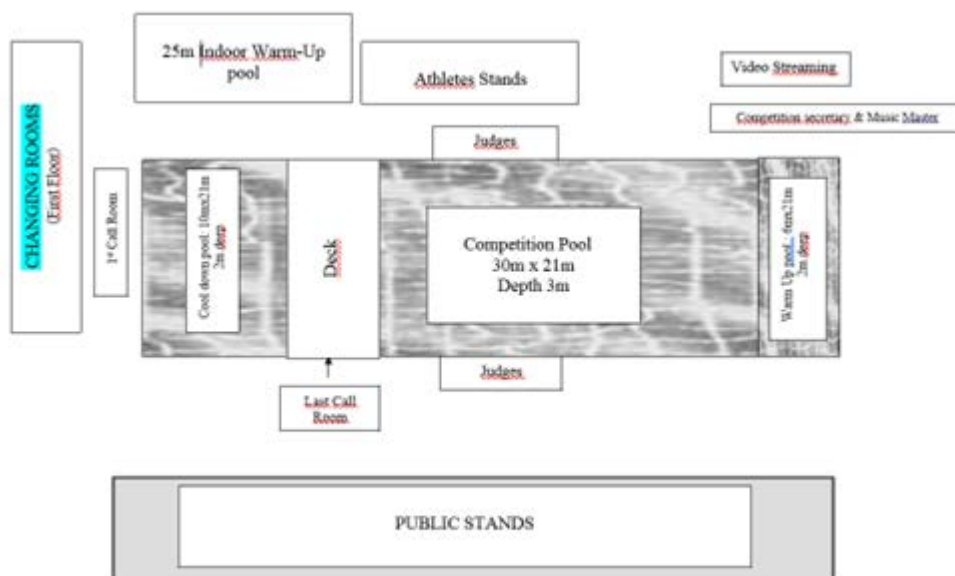 25m Indoor Warm-Up
pool
Athletes Stands
Video Streaming
Competition secretary & Music Master
Judges
CHANGING ROOMS
(First Floor)
1st Call Room
Cool down pool: 10mx21m
2m deep
Deck
Competition Pool
30m x 21m
Depth 3m
Warm Up pool.: 6mx21m
2m deep
Judges
Last Call
Room
PUBLIC STANDS